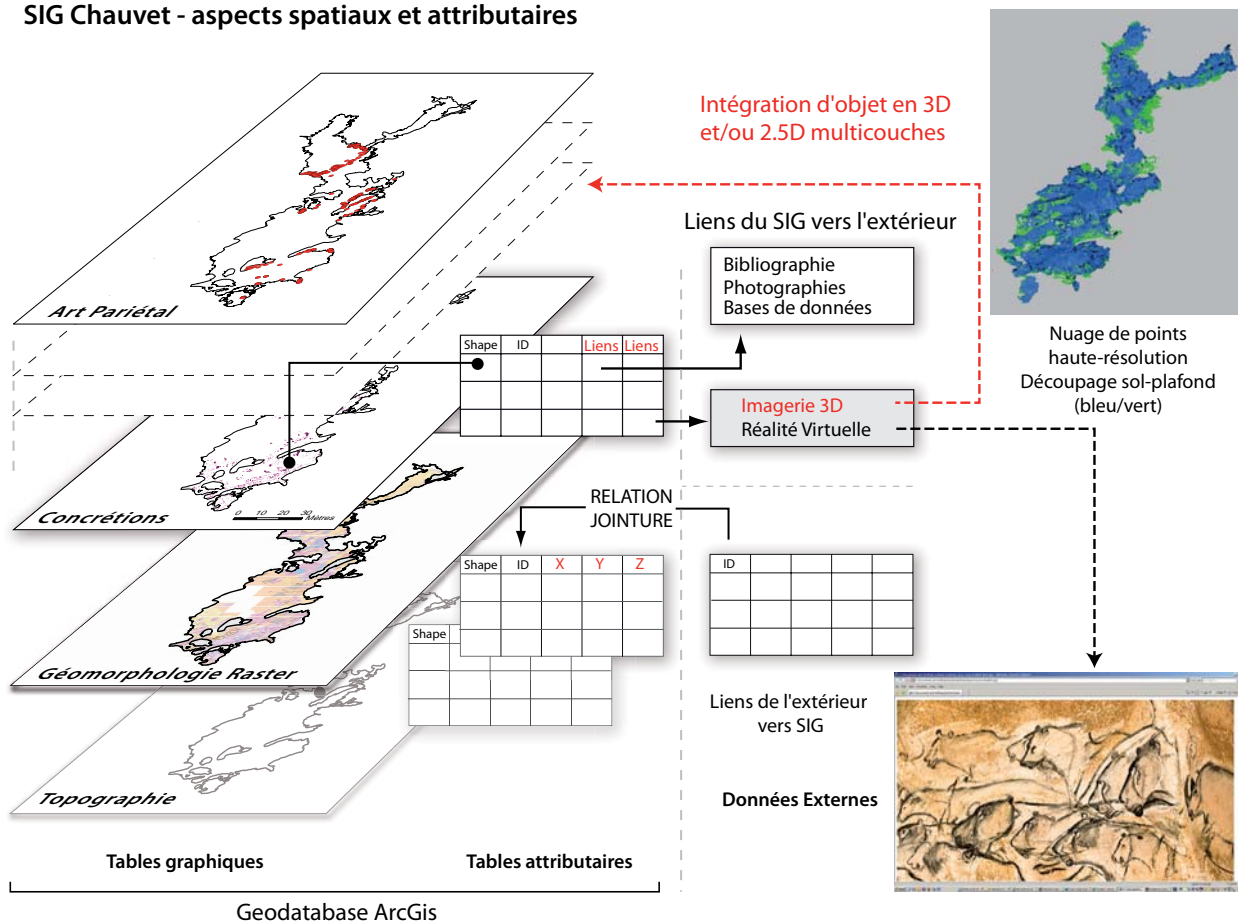 SIG Chauvet - aspects spatiaux et attributaires
Intégration d'objet en 3D
et/ou 2.5D multicouches
Liens du SIG vers l'extérieur
Bibliographie
Photographies
Bases de données
Nuage de points
haute-résolution
Découpage sol-plafond
(bleu/vert)
Art Pariétal
Shape ID Liens Liens
Imagerie 3D
Réalité Virtuelle
0 10 20 30
Mètres
Concrétions
RELATION
JOINTURE
Shape ID X Y Z
ID
Shape
Géomorphologie Raster
Liens de l'extérieur
vers SIG
Topographie
Données Externes
Tables graphiques
Tables attributaires
Geodatabase ArcGis